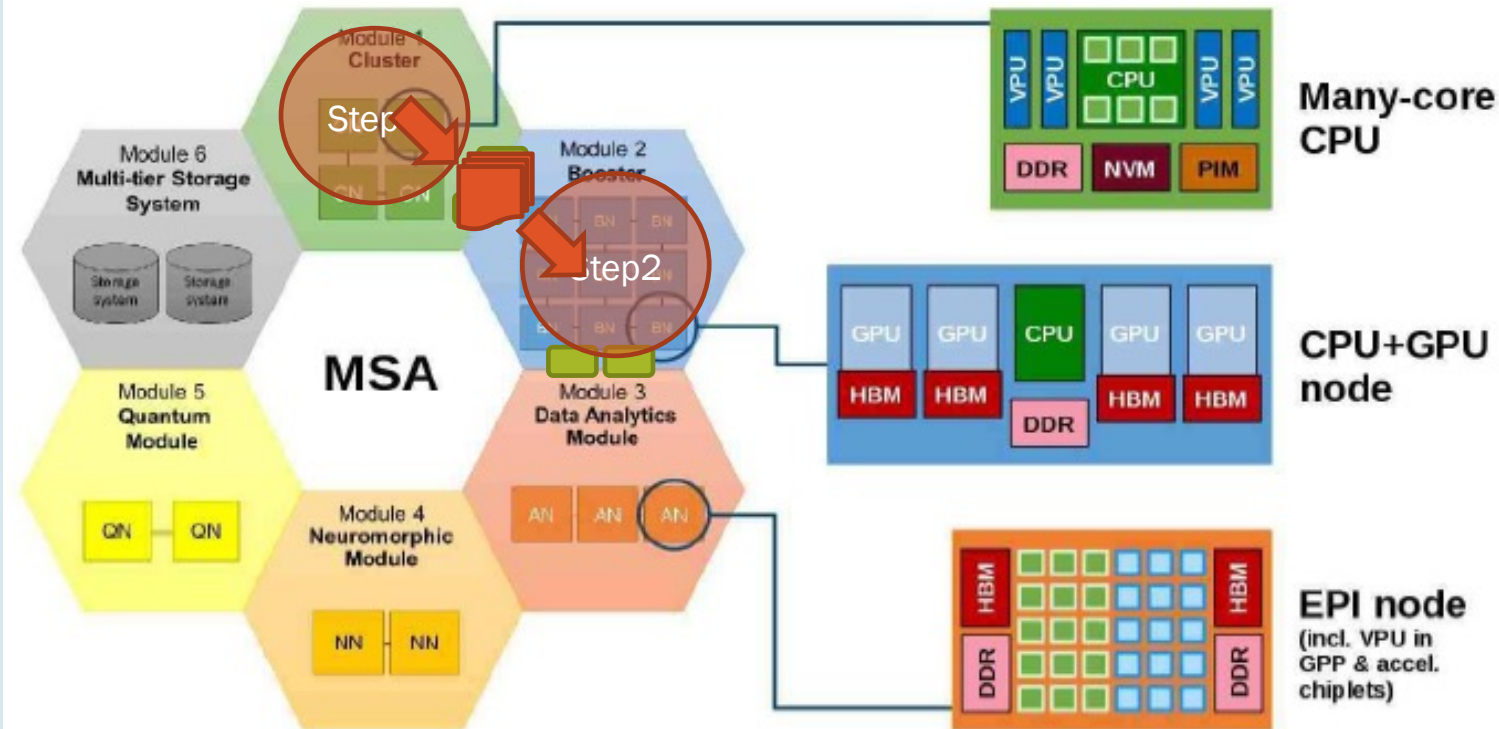 Module 1
Cluster
Step
CN
CN
Module 2
Booster
BN
BN
BN
Step2
BN
BN
BN
Module 6
Multi-tier Storage
System
Storage
system
Storage
system
MSA
Module 3
Data Analytics
Module
AN
AN
AN
Module 5
Quantum
Module
QN
QN
Module 4
Neuromorphic
Module
NN
NN
VPU
VPU
CPU
VPU
VPU
DDR
NVM
PIM
Many-core
CPU
GPU
GPU
CPU
GPU
GPU
HBM
HBM
HBM
HBM
DDR
CPU+GPU
node
HBM
HBM
DDR
DDR
EPI node
(incl. VPU in
GPP & accel.
chiplets)